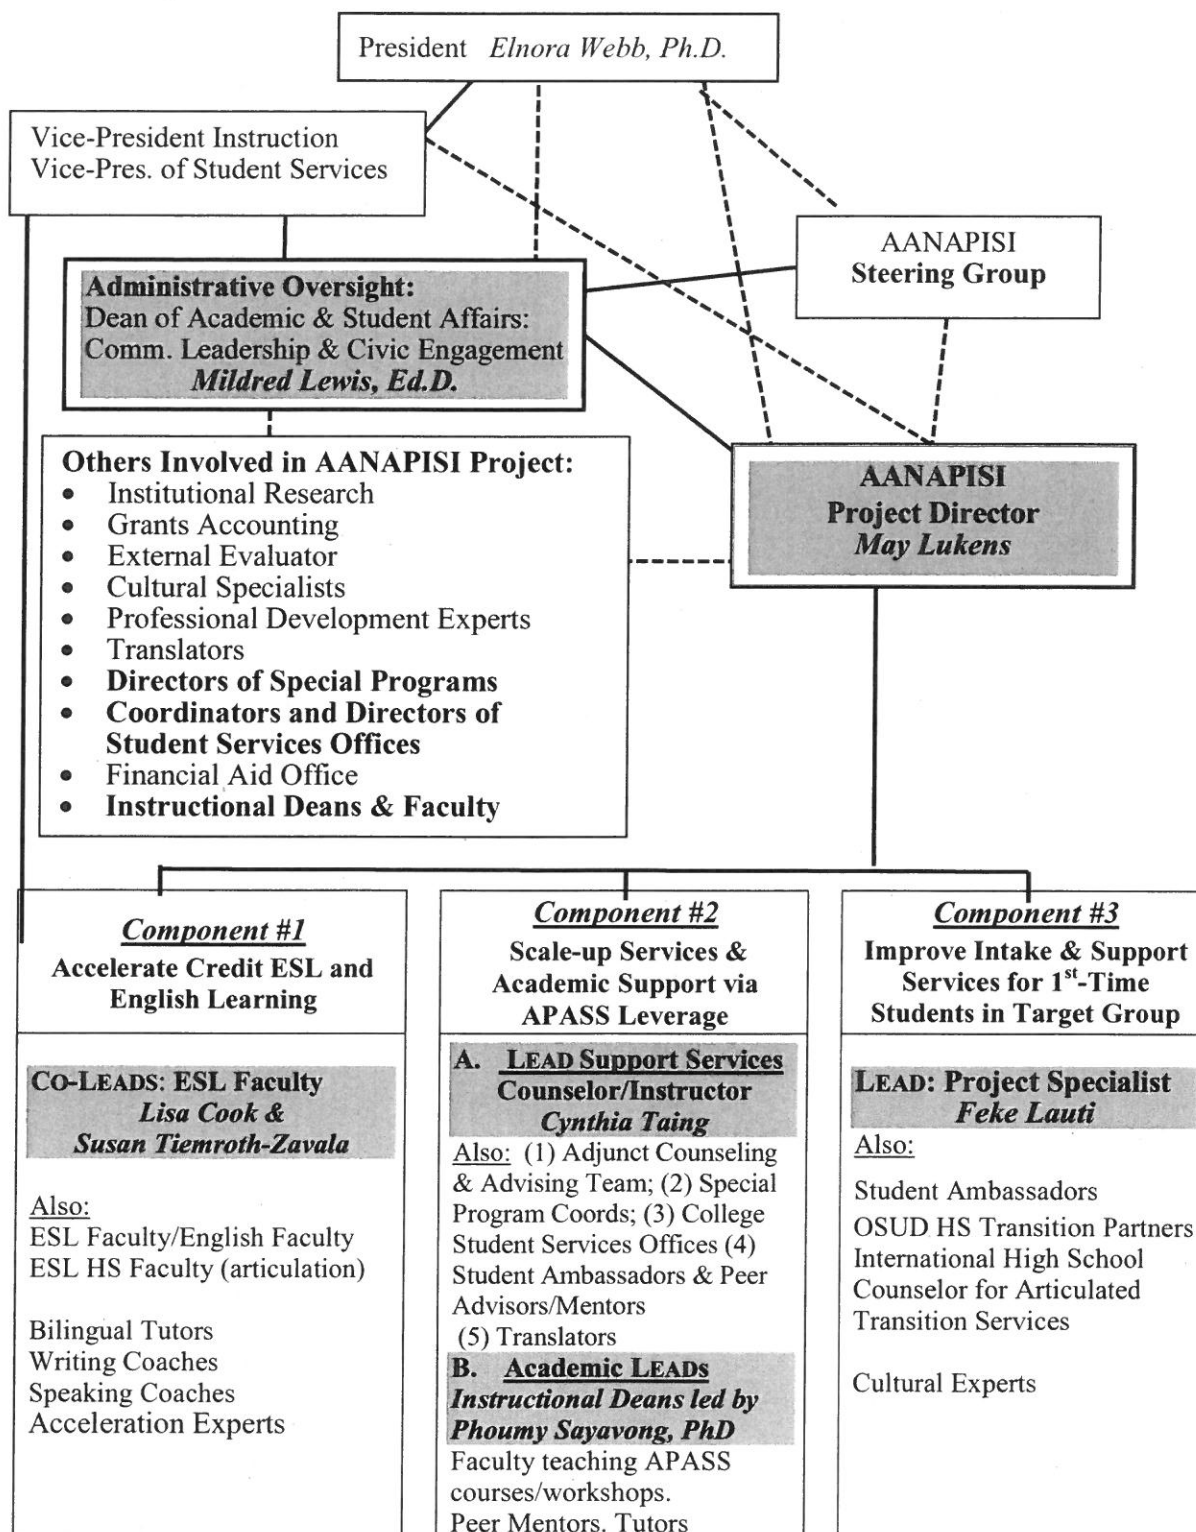 President Elnora Webb, Ph.D.
Vice-President Instruction
Vice-Pres. of Student Services
AANAPISI
Steering Group
Administrative Oversight:
Dean of Academic & Student Affairs:
Comm. Leadership & Civic Engagement
Mildred Lewis, Ed.D.
Others Involved in AANAPISI Project:
• Institutional Research
• Grants Accounting
• External Evaluator
• Cultural Specialists
• Professional Development Experts
• Translators
• Directors of Special Programs
• Coordinators and Directors of
Student Services Offices
• Financial Aid Office
• Instructional Deans & Faculty
AANAPISI
Project Director
May Lukens
Component #1
Accelerate Credit ESL and
English Learning
CO-LEADS: ESL Faculty
Lisa Cook &
Susan Tiemroth-Zavala
Also:
ESL Faculty/English Faculty
ESL HS Faculty (articulation)
Bilingual Tutors
Writing Coaches
Speaking Coaches
Acceleration Experts
Component #2
Scale-up Services &
Academic Support via
APASS Leverage
A. LEAD Support Services
Counselor/Instructor
Cynthia Taing
Also: (1) Adjunct Counseling
& Advising Team; (2) Special
Program Coords; (3) College
Student Services Offices (4)
Student Ambassadors & Peer
Advisors/Mentors
(5) Translators
B. Academic LEADs
Instructional Deans led by
Phoumy Sayavong, PhD
Faculty teaching APASS
courses/workshops.
Peer Mentors. Tutors
Component #3
Improve Intake & Support
Services for 1st-Time
Students in Target Group
LEAD: Project Specialist
Feke Lauti
Also:
Student Ambassadors
OSUD HS Transition Partners
International High School
Counselor for Articulated
Transition Services
Cultural Experts